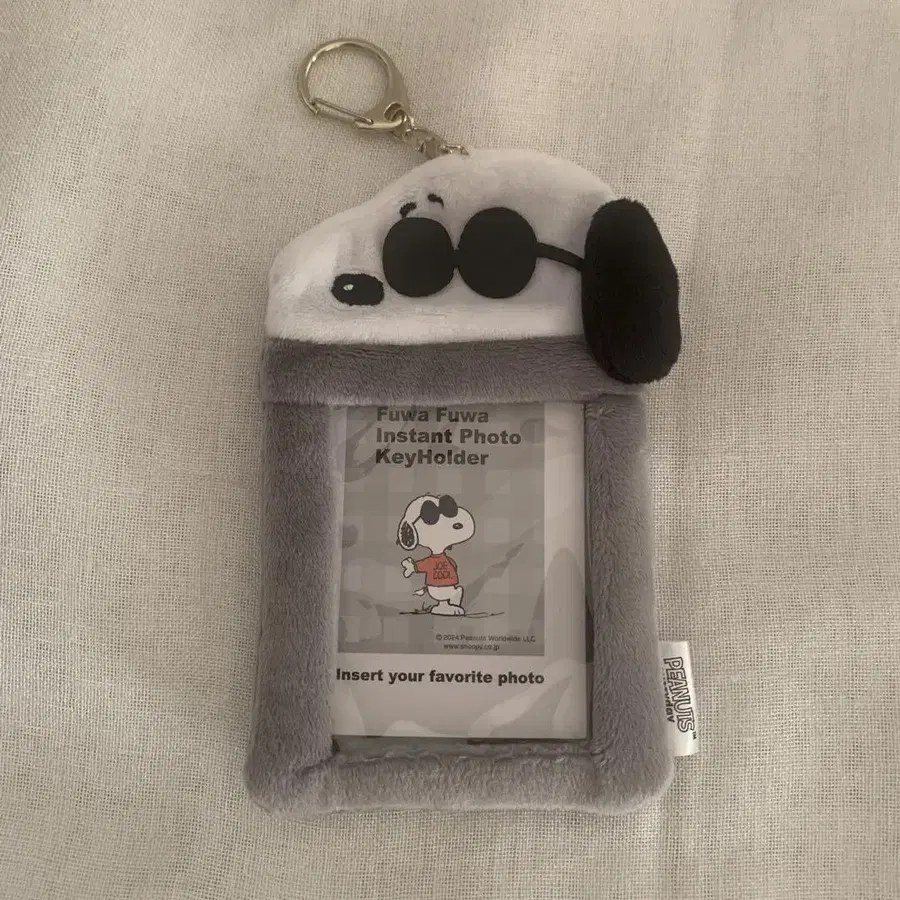 Fuwa Fuwa
Instant Photo
KeyHolder
JOE
COOL
© 2024 Peanuts Worldwide LLC
www.snoopy.co.jp
Insert your favorite photo
PEANUTS™